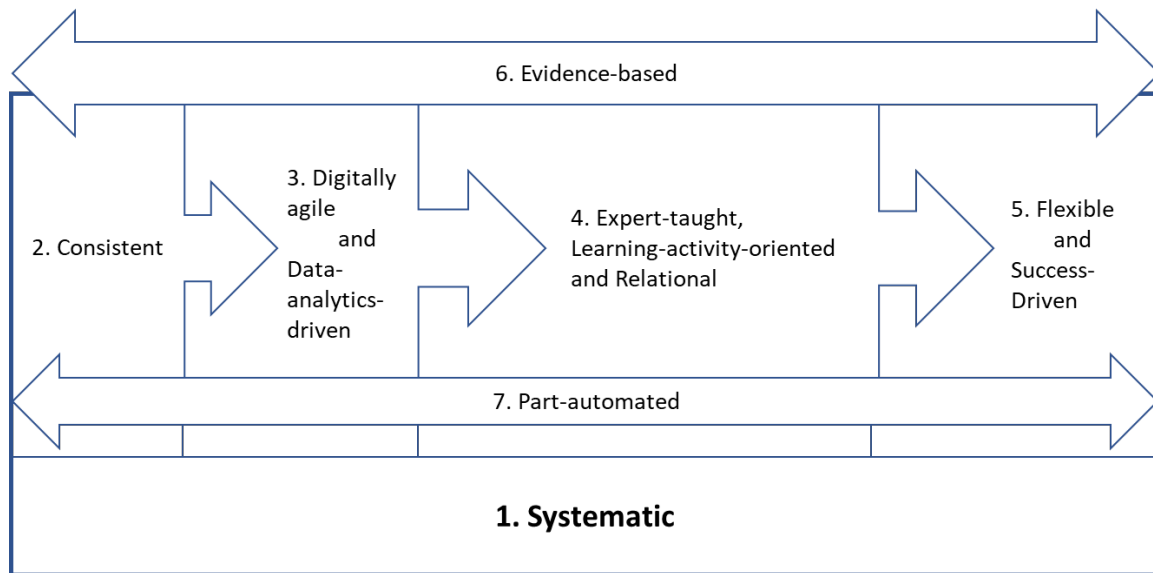 6. Evidence-based
2. Consistent
3. Digitally
agile
and
Data-
analytics-
driven
4. Expert-taught,
Learning-activity-oriented
and Relational
5. Flexible
and
Success-
Driven
7. Part-automated
1. Systematic